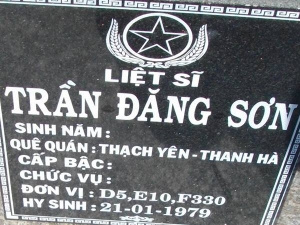 LIỆT SĨ
TRẦN ĐĂNG SƠN
SINH NĂM :
QUÊ QUÁN : THẠCH YÊN - THANH HÀ
CẤP BẬC :
CHỨC VỤ :
ĐƠN VỊ : D5,E10,F330
HY SINH : 21-01-1979